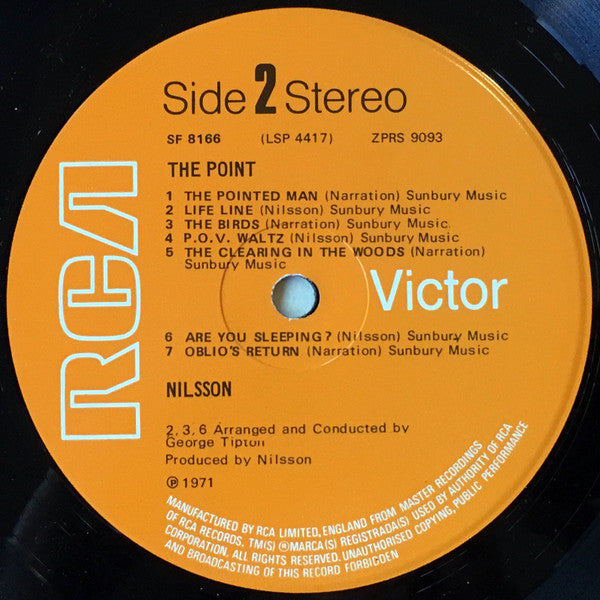 Side 2 Stereo
SF 8166 (LSP 4417) ZPRS 9093
THE POINT
1 THE POINTED MAN (Narration) Sunbury Music
2 LIFE LINE (Nilsson) Sunbury Music
3 THE BIRDS (Narration) Sunbury Music.
4 P.O.V. WALTZ (Nilsson) Sunbury Music
5 THE CLEARING IN THE WOODS (Narration)
Sunbury Music
RCA
Victor
6 ARE YOU SLEEPING? (Nilsson) Sunbury Music
7 OBLIO'S RETURN (Narration) Sunbury Music
NILSSON
2,3,6 Arranged and Conducted by
George Tipton
Produced by Nilsson
℗ 1971
MANUFACTURED BY RCA LIMITED, ENGLAND FROM MASTER RECORDINGS
OF RCA RECORDS, TM(S) ® MARCA(S) REGISTRADA(S) USED BY AUTHORITY OF RCA
CORPORATION, ALL RIGHTS RESERVED. UNAUTHORISED COPYING, PUBLIC PERFORMANCE
AND BROADCASTING OF THIS RECORD FORBIDDEN